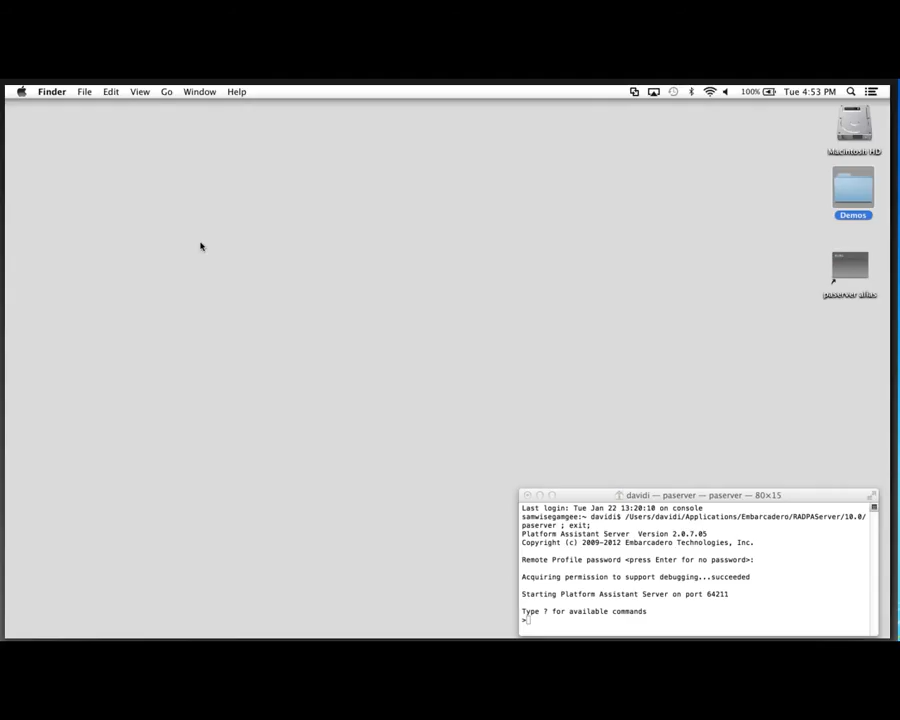 Finder File Edit View Go Window Help
100% Tue 4:53 PM
Macintosh HD
Demos
paserver alias
davidi — paserver — paserver — 80×15
Last login: Tue Jan 22 13:20:10 on console
samwisegamgee:~ davidi$ /Users/davidi/Applications/Embarcadero/RADPAServer/10.0/
paserver ; exit;
Platform Assistant Server  Version 2.0.7.05
Copyright (c) 2009-2012 Embarcadero Technologies, Inc.
Remote Profile password <press Enter for no password>:
Acquiring permission to support debugging...succeeded
Starting Platform Assistant Server on port 64211
Type ? for available commands
>